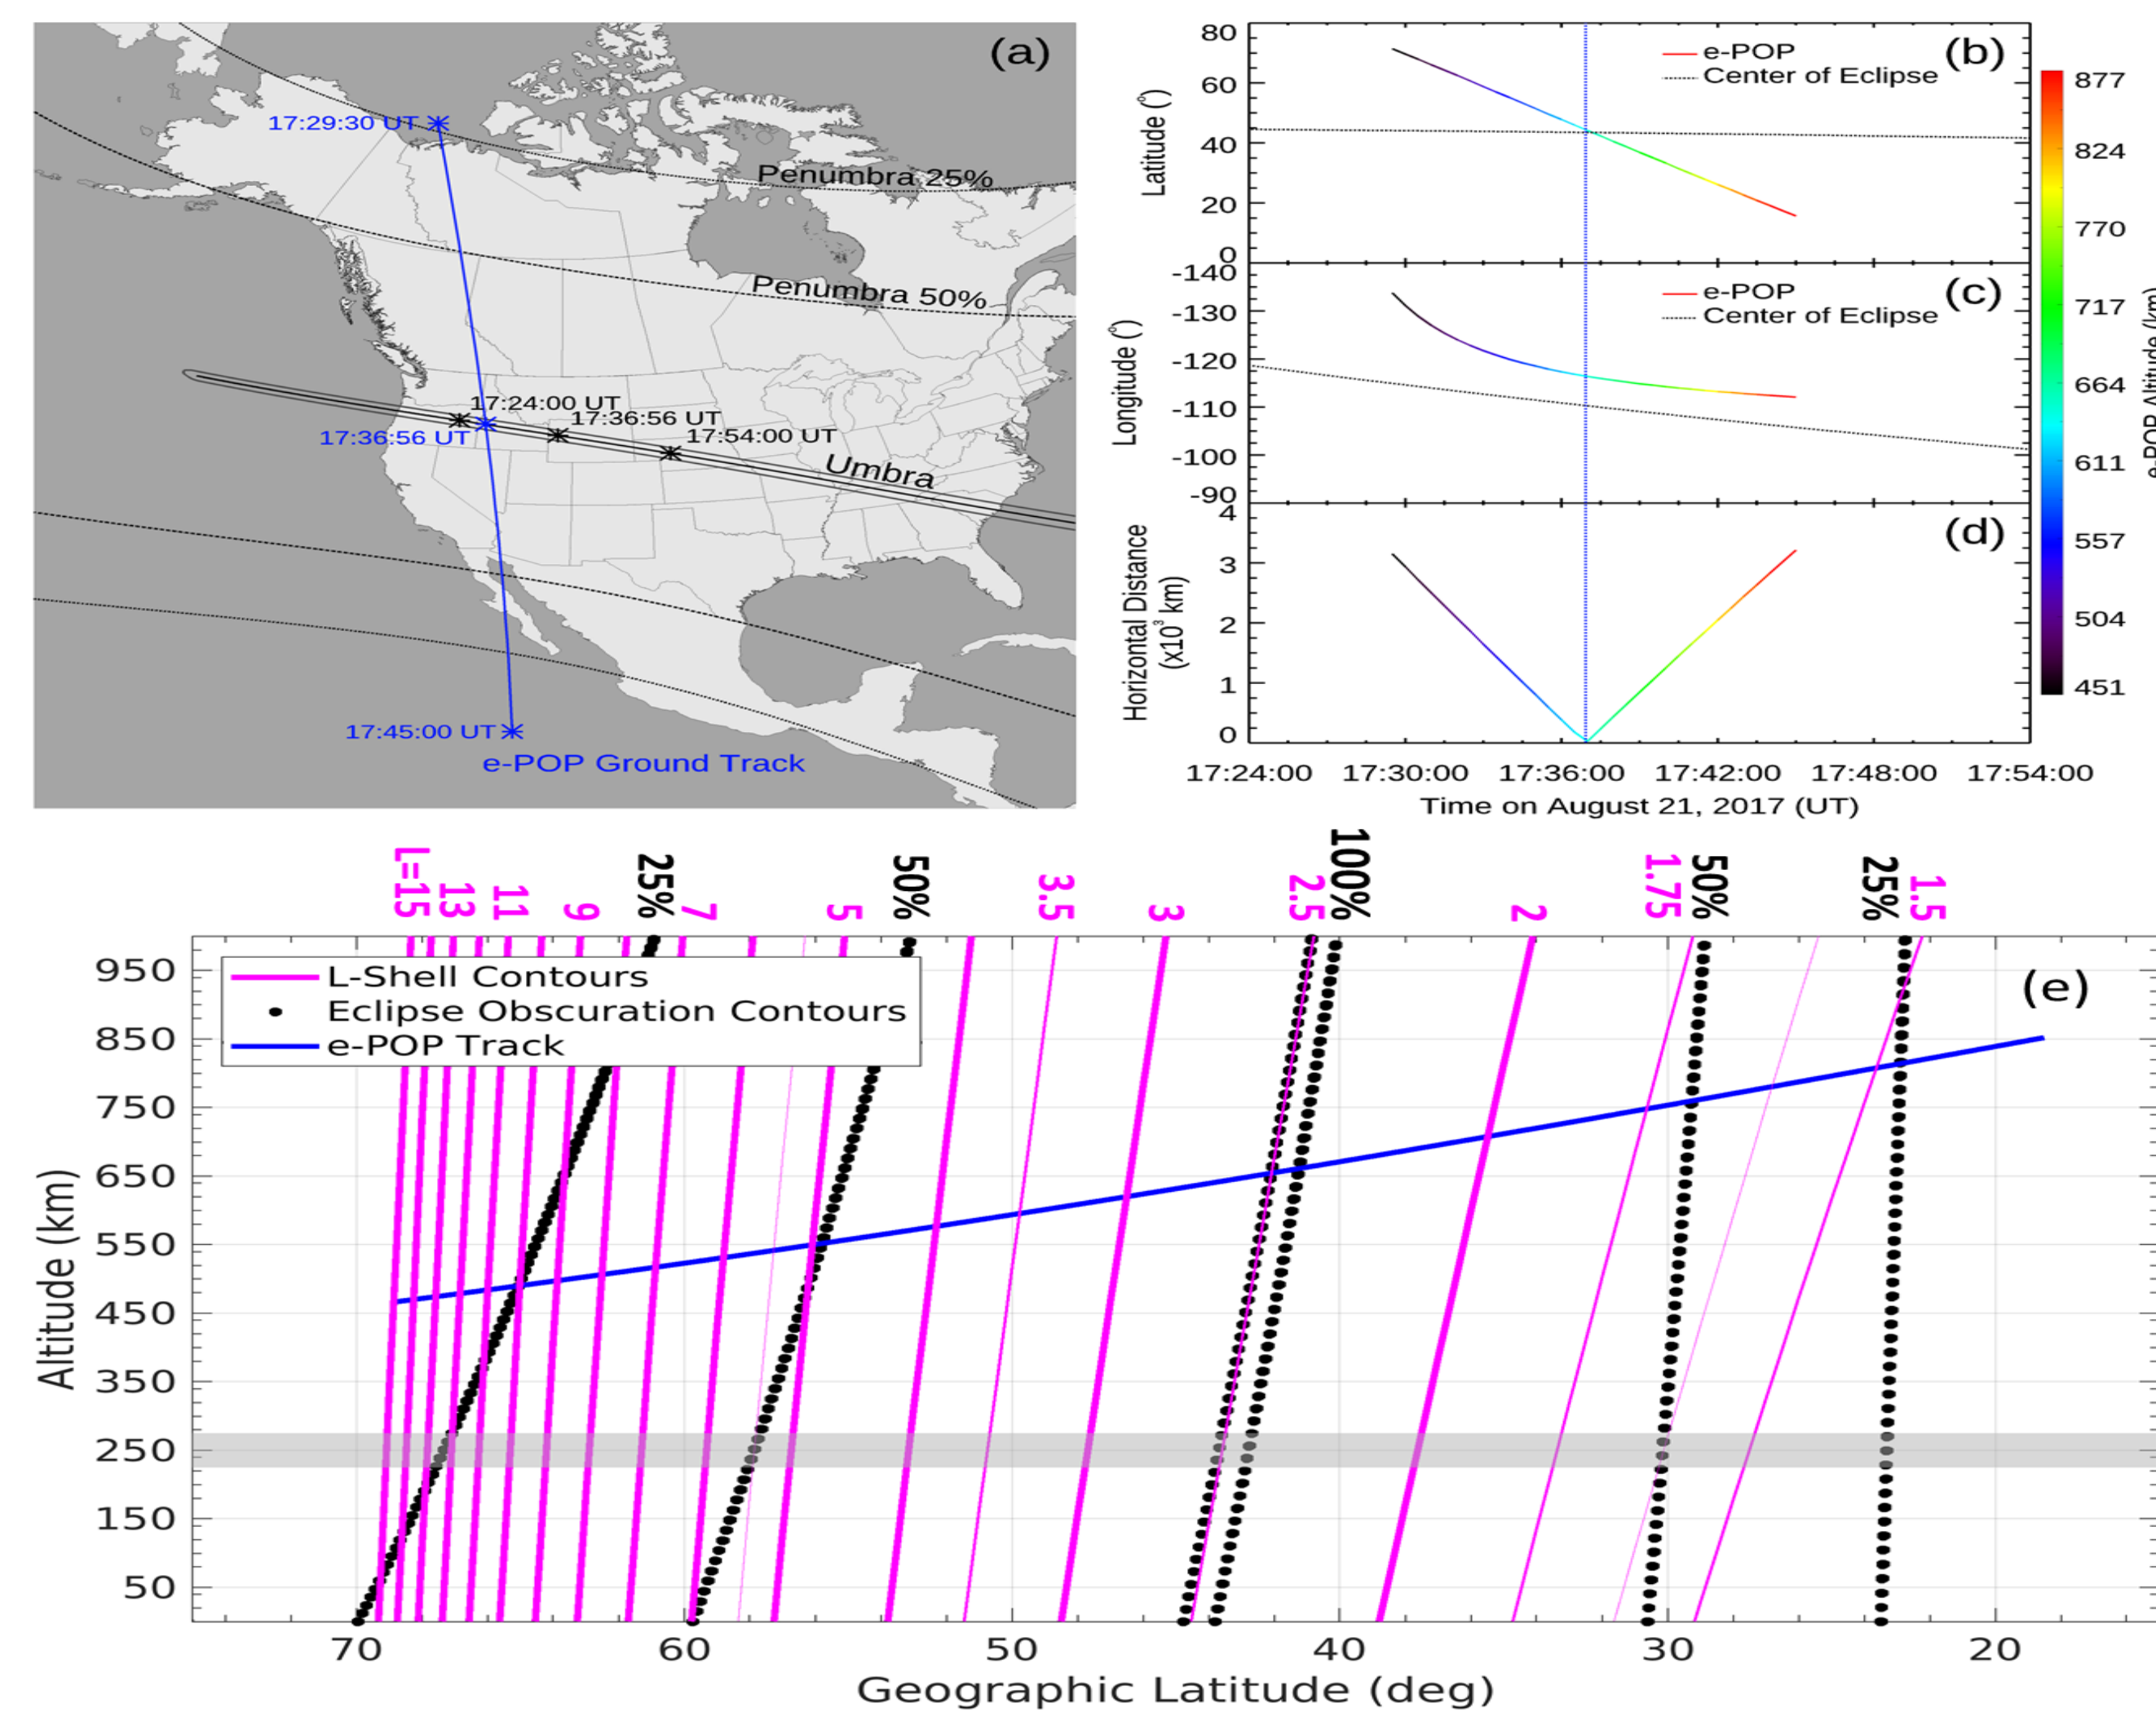 (a)
17:29:30 UT
Penumbra 25%
Penumbra 50%
17:24:00 UT
17:36:56 UT
17:36:56 UT
17:54:00 UT
Umbra
17:45:00 UT
e-POP Ground Track
(b)
e-POP
Center of Eclipse
Latitude (°)
80
60
40
20
0
(c)
e-POP
Center of Eclipse
Longitude (°)
-140
-130
-120
-110
-100
-90
(d)
Horizontal Distance
(x10³ km)
4
3
2
1
0
17:24:00 17:30:00 17:36:00 17:42:00 17:48:00 17:54:00
Time on August 21, 2017 (UT)
877
824
770
717
664
611
557
504
451
e-POP Altitude (km)
L=15 13 11 9 25% 7 5 50% 3.5 3 2.5 100% 2 1.75 50% 25% 1.5
(e)
L-Shell Contours
Eclipse Obscuration Contours
e-POP Track
Altitude (km)
950
850
750
650
550
450
350
250
150
50
70 60 50 40 30 20
Geographic Latitude (deg)